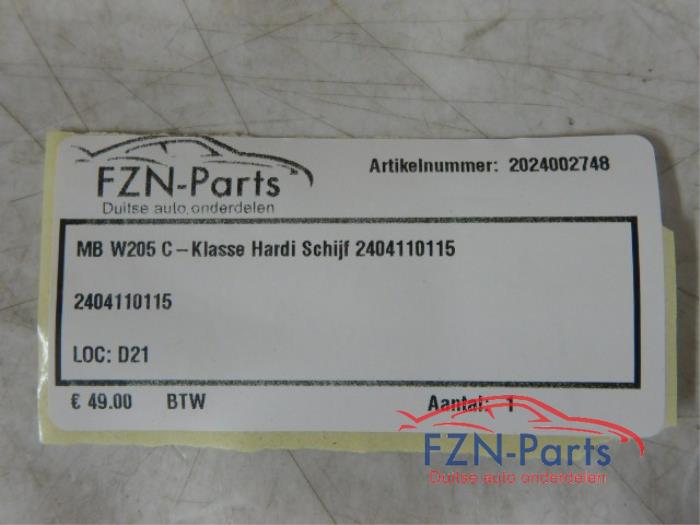 Artikelnummer: 2024002748
FZN-Parts
Duitse auto onderdelen
MB W205 C-Klasse Hardi Schijf 2404110115
2404110115
LOC: D21
€ 49.00 BTW Aantal: 1
FZN-Parts
Duitse auto onderdelen